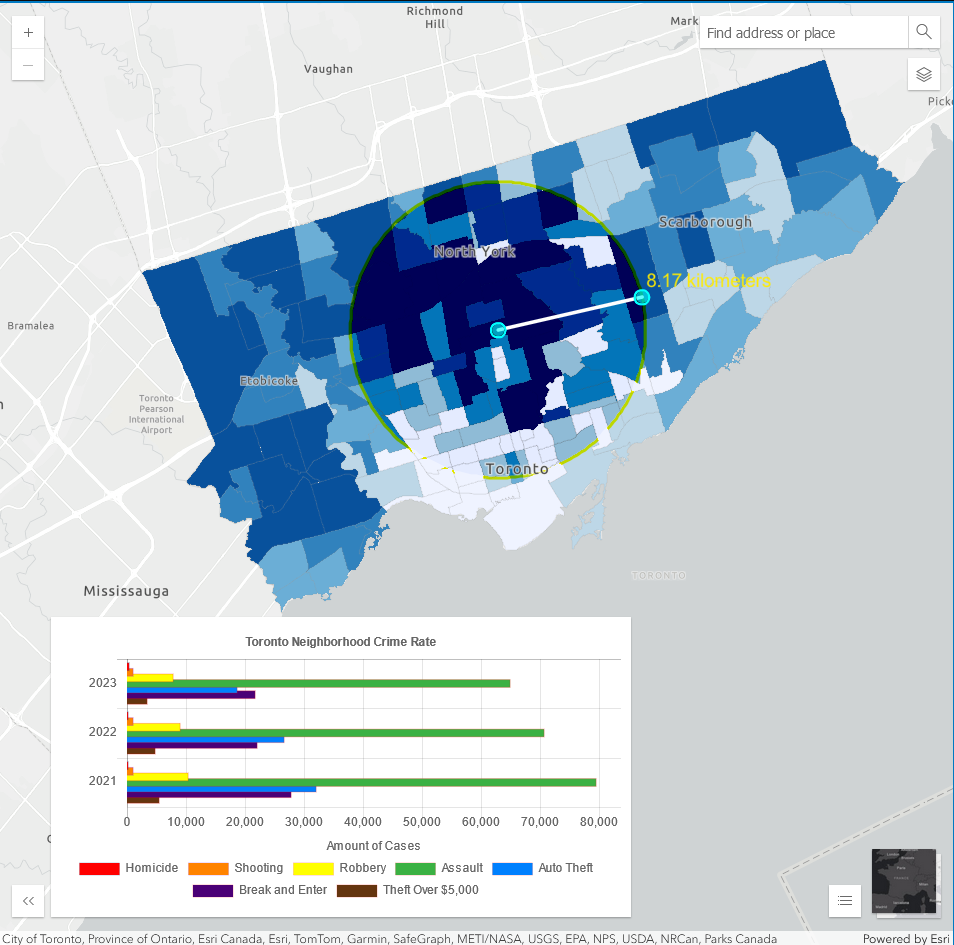 Richmond
Hill
Mark
Find address or place
+
−
Vaughan
Picke
Scarborough
North York
8.17 kilometers
Bramalea
Etobicoke
Toronto
Pearson
International
Airport
Toronto
TORONTO
Mississauga
Toronto Neighborhood Crime Rate
2023
2022
2021
0 10,000 20,000 30,000 40,000 50,000 60,000 70,000 80,000
Amount of Cases
Homicide Shooting Robbery Assault Auto Theft
Break and Enter Theft Over $5,000
City of Toronto, Province of Ontario, Esri Canada, Esri, TomTom, Garmin, SafeGraph, METI/NASA, USGS, EPA, NPS, USDA, NRCan, Parks Canada
Powered by Esri